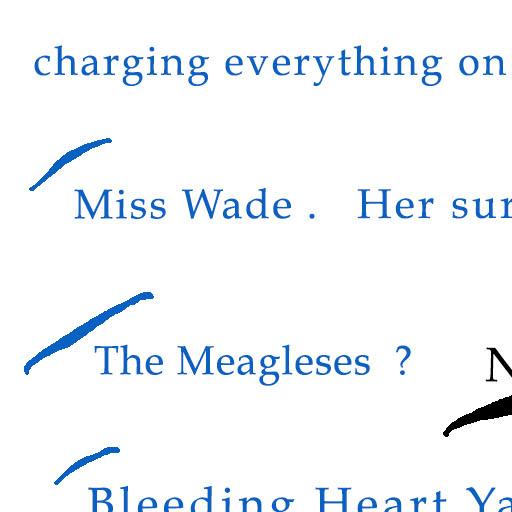 charging everything on
Miss Wade . Her sur
The Meagleses ?
Bleeding Heart Ya